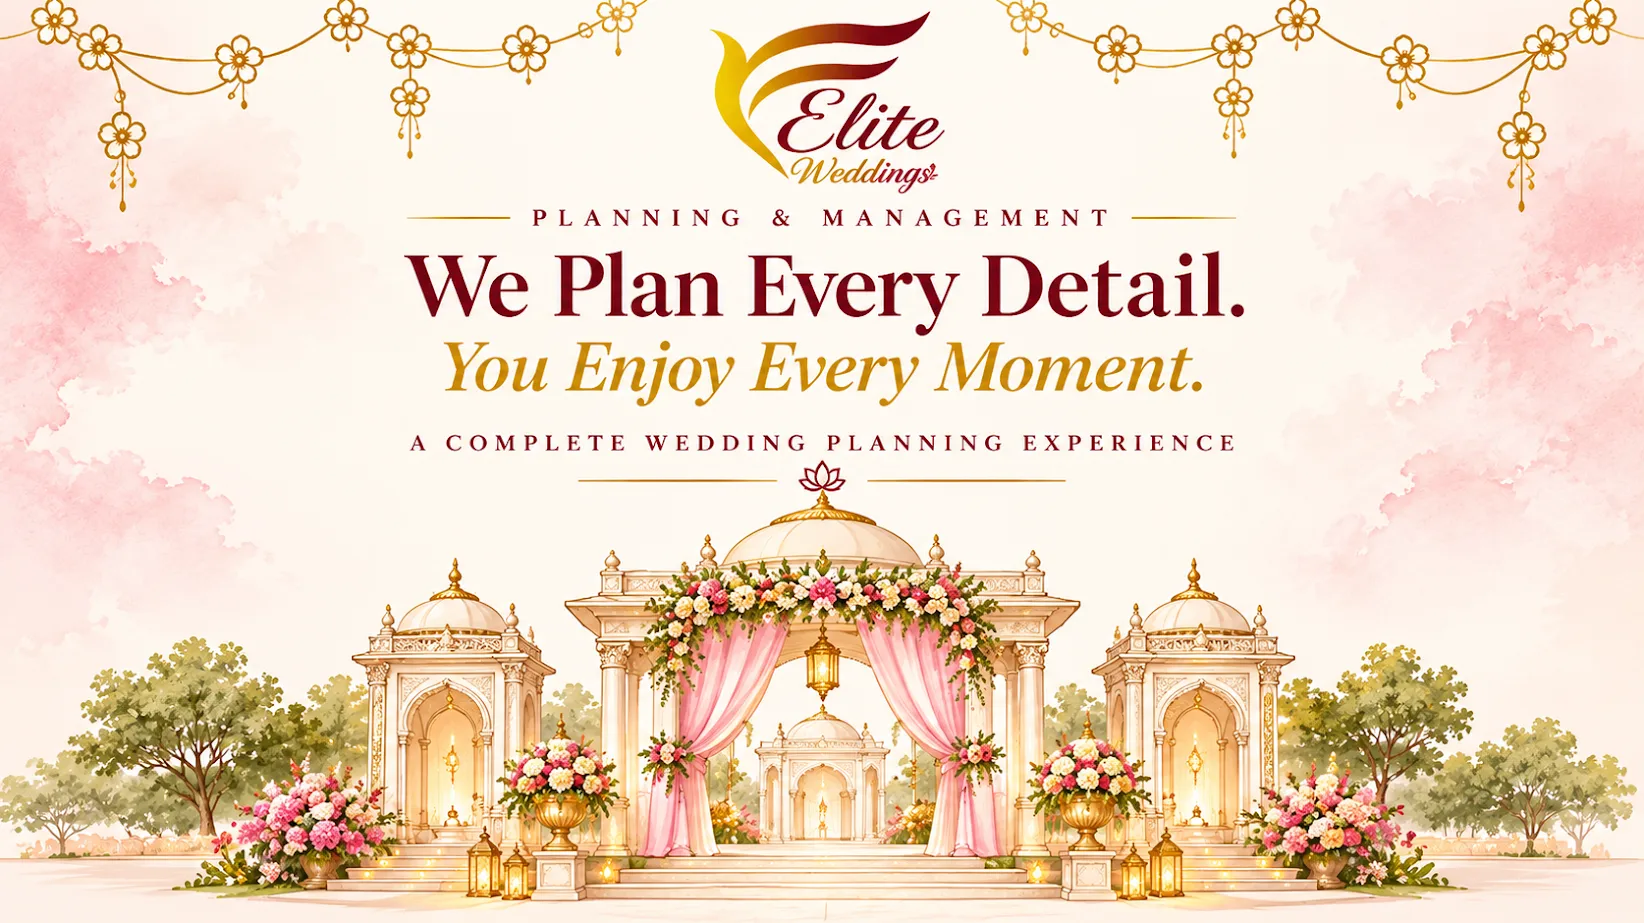 Elite
Weddings
PLANNING & MANAGEMENT
We Plan Every Detail.
You Enjoy Every Moment.
A COMPLETE WEDDING PLANNING EXPERIENCE